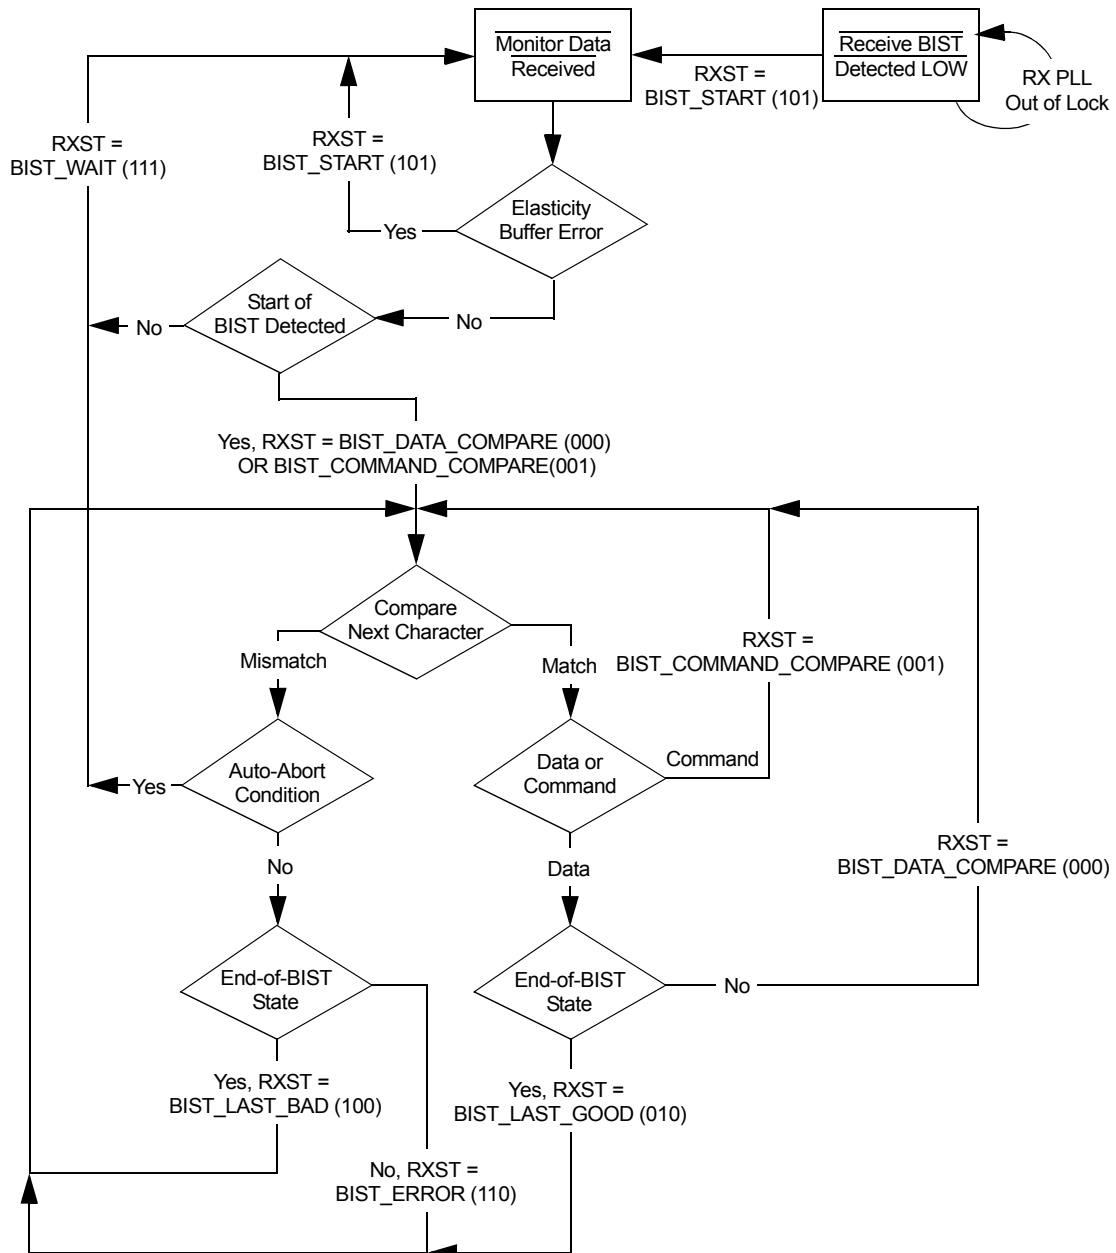 Monitor Data
Received
Receive BIST
Detected LOW
RX PLL
Out of Lock
RXST =
BIST_START (101)
RXST =
BIST_WAIT (111)
RXST =
BIST_START (101)
Elasticity
Buffer Error
Yes
Start of
BIST Detected
No
No
Yes, RXST = BIST_DATA_COMPARE (000)
OR BIST_COMMAND_COMPARE(001)
Compare
Next Character
Mismatch
Match
RXST =
BIST_COMMAND_COMPARE (001)
Auto-Abort
Condition
Yes
Data or
Command
Command
No
Data
RXST =
BIST_DATA_COMPARE (000)
End-of-BIST
State
End-of-BIST
State
No
Yes, RXST =
BIST_LAST_BAD (100)
Yes, RXST =
BIST_LAST_GOOD (010)
No, RXST =
BIST_ERROR (110)